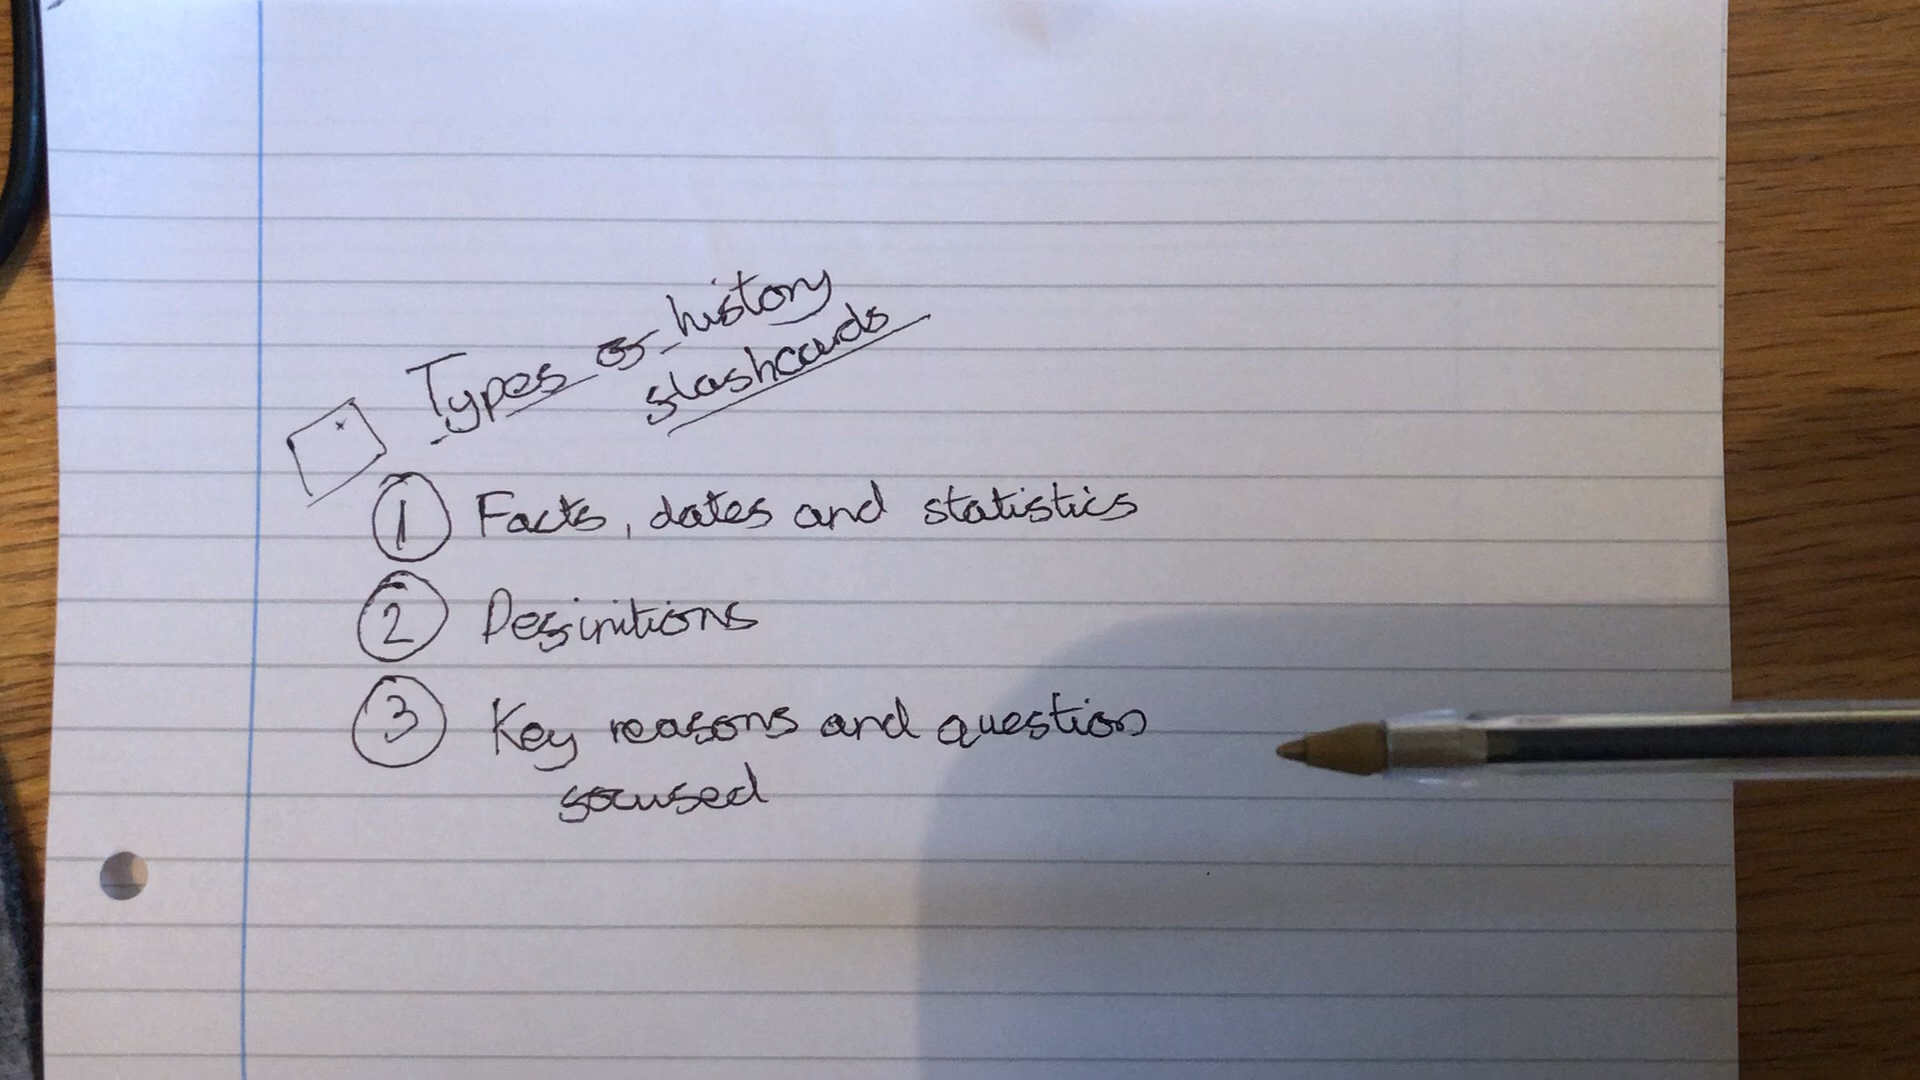 Types of history
flashcards
1 Facts, dates and statistics
2 Definitions
3 Key reasons and question
focused